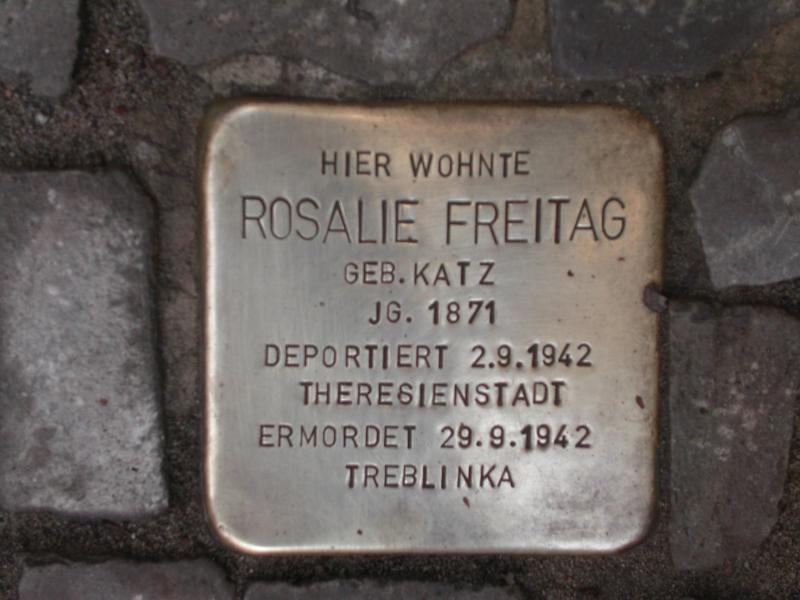 HIER WOHNTE
ROSALIE FREITAG
GEB. KATZ
JG. 1871
DEPORTIERT 2.9.1942
THERESIENSTADT
ERMORDET 29.9.1942
TREBLINKA